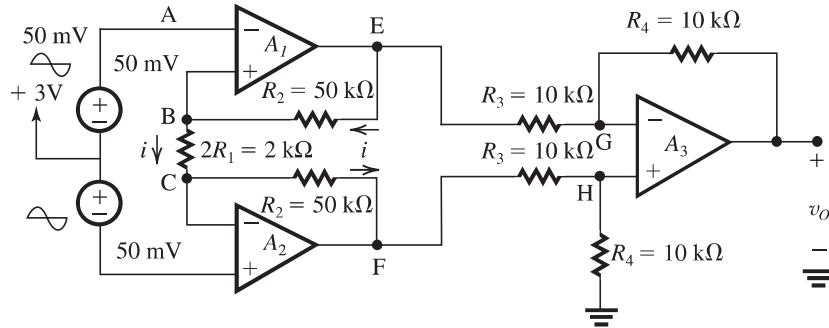 A
50 mV
+ 3V
50 mV
−
A₁
+
E
R₂ = 50 kΩ
B
i
2R₁ = 2 kΩ
i
C
R₂ = 50 kΩ
−
A₂
+
50 mV
F
R₃ = 10 kΩ
R₄ = 10 kΩ
G
R₃ = 10 kΩ
H
−
A₃
+
R₄ = 10 kΩ
+
v_O
−
+
−
+
−